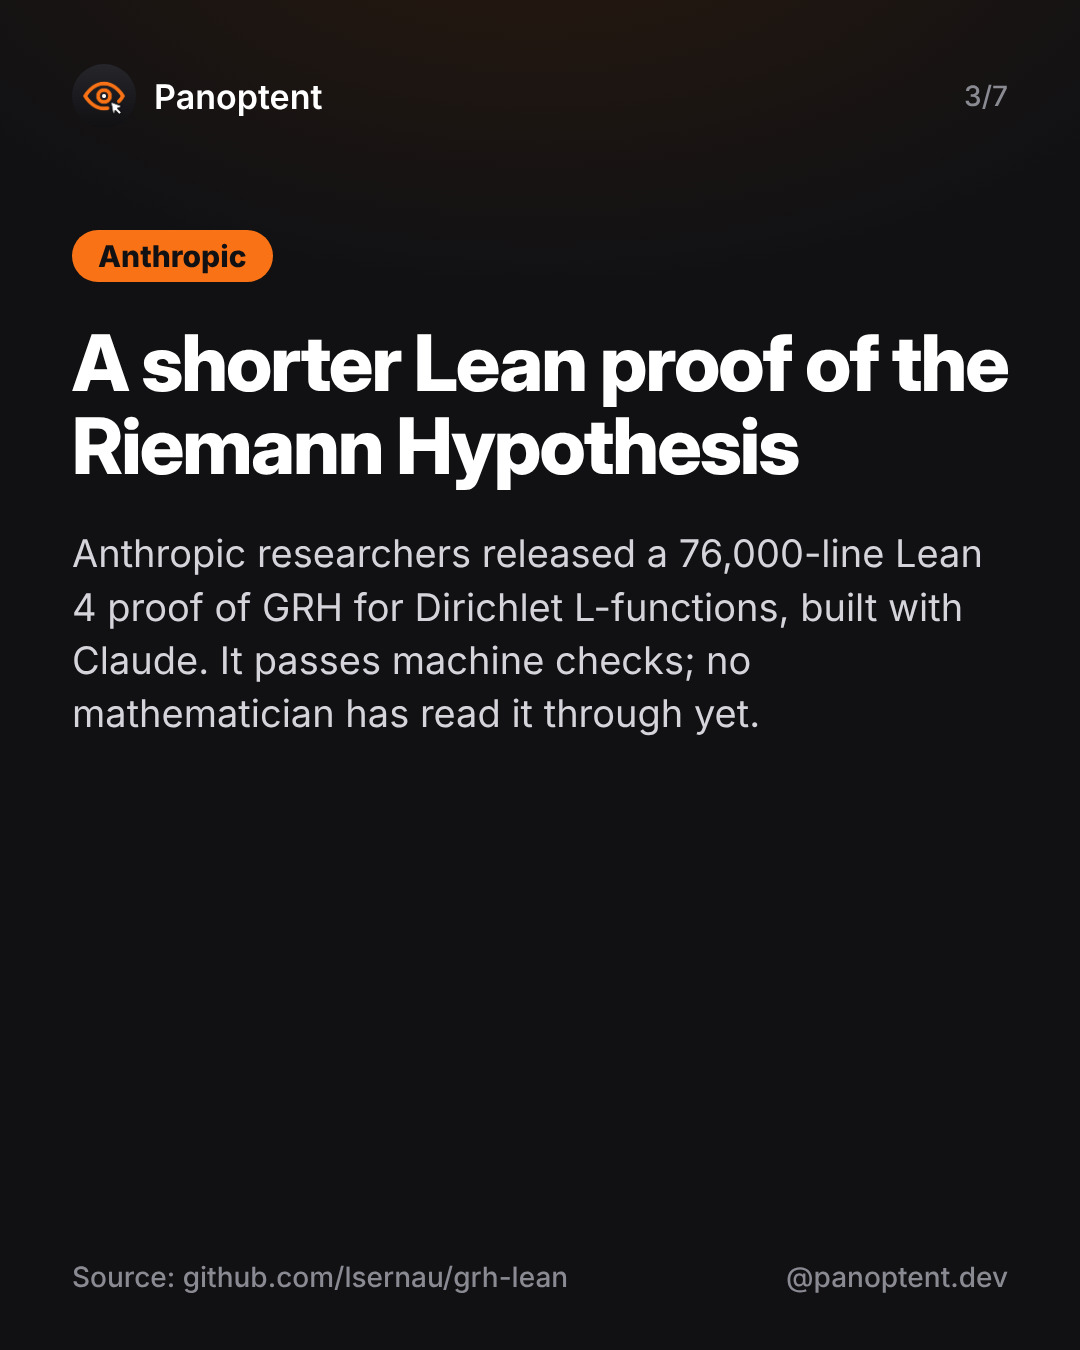 Panoptent
3/7
Anthropic
A shorter Lean proof of the
Riemann Hypothesis
Anthropic researchers released a 76,000-line Lean
4 proof of GRH for Dirichlet L-functions, built with
Claude. It passes machine checks; no
mathematician has read it through yet.
Source: github.com/lsernau/grh-lean
@panoptent.dev